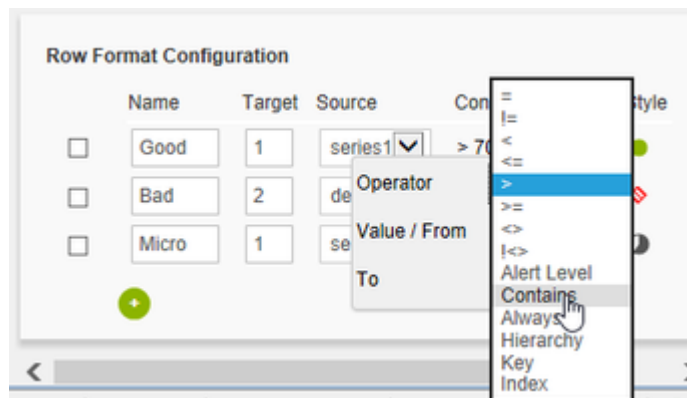 Row Format Configuration
Name Target Source Con Style
Good 1 series1 > 70
Bad 2 de
Micro 1 se
Operator
Value / From
To
=
!=
<
<=
>
>=
<>
!<>
Alert Level
Contains
Always
Hierarchy
Key
Index